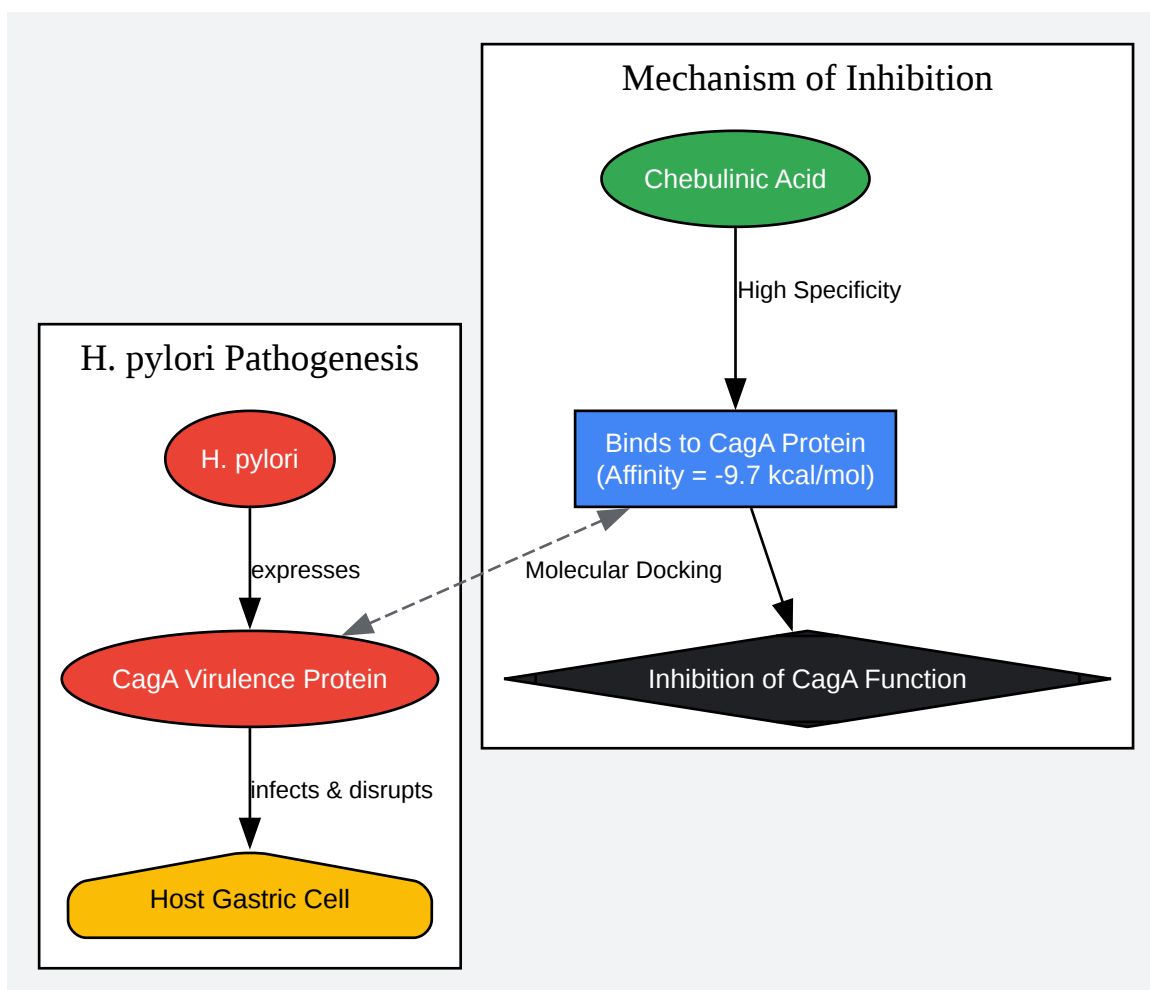 Mechanism of Inhibition
Chebulinic Acid
High Specificity
Binds to CagA Protein
(Affinity = -9.7 kcal/mol)
Molecular Docking
Inhibition of CagA Function
H. pylori Pathogenesis
H. pylori
expresses
CagA Virulence Protein
infects & disrupts
Host Gastric Cell